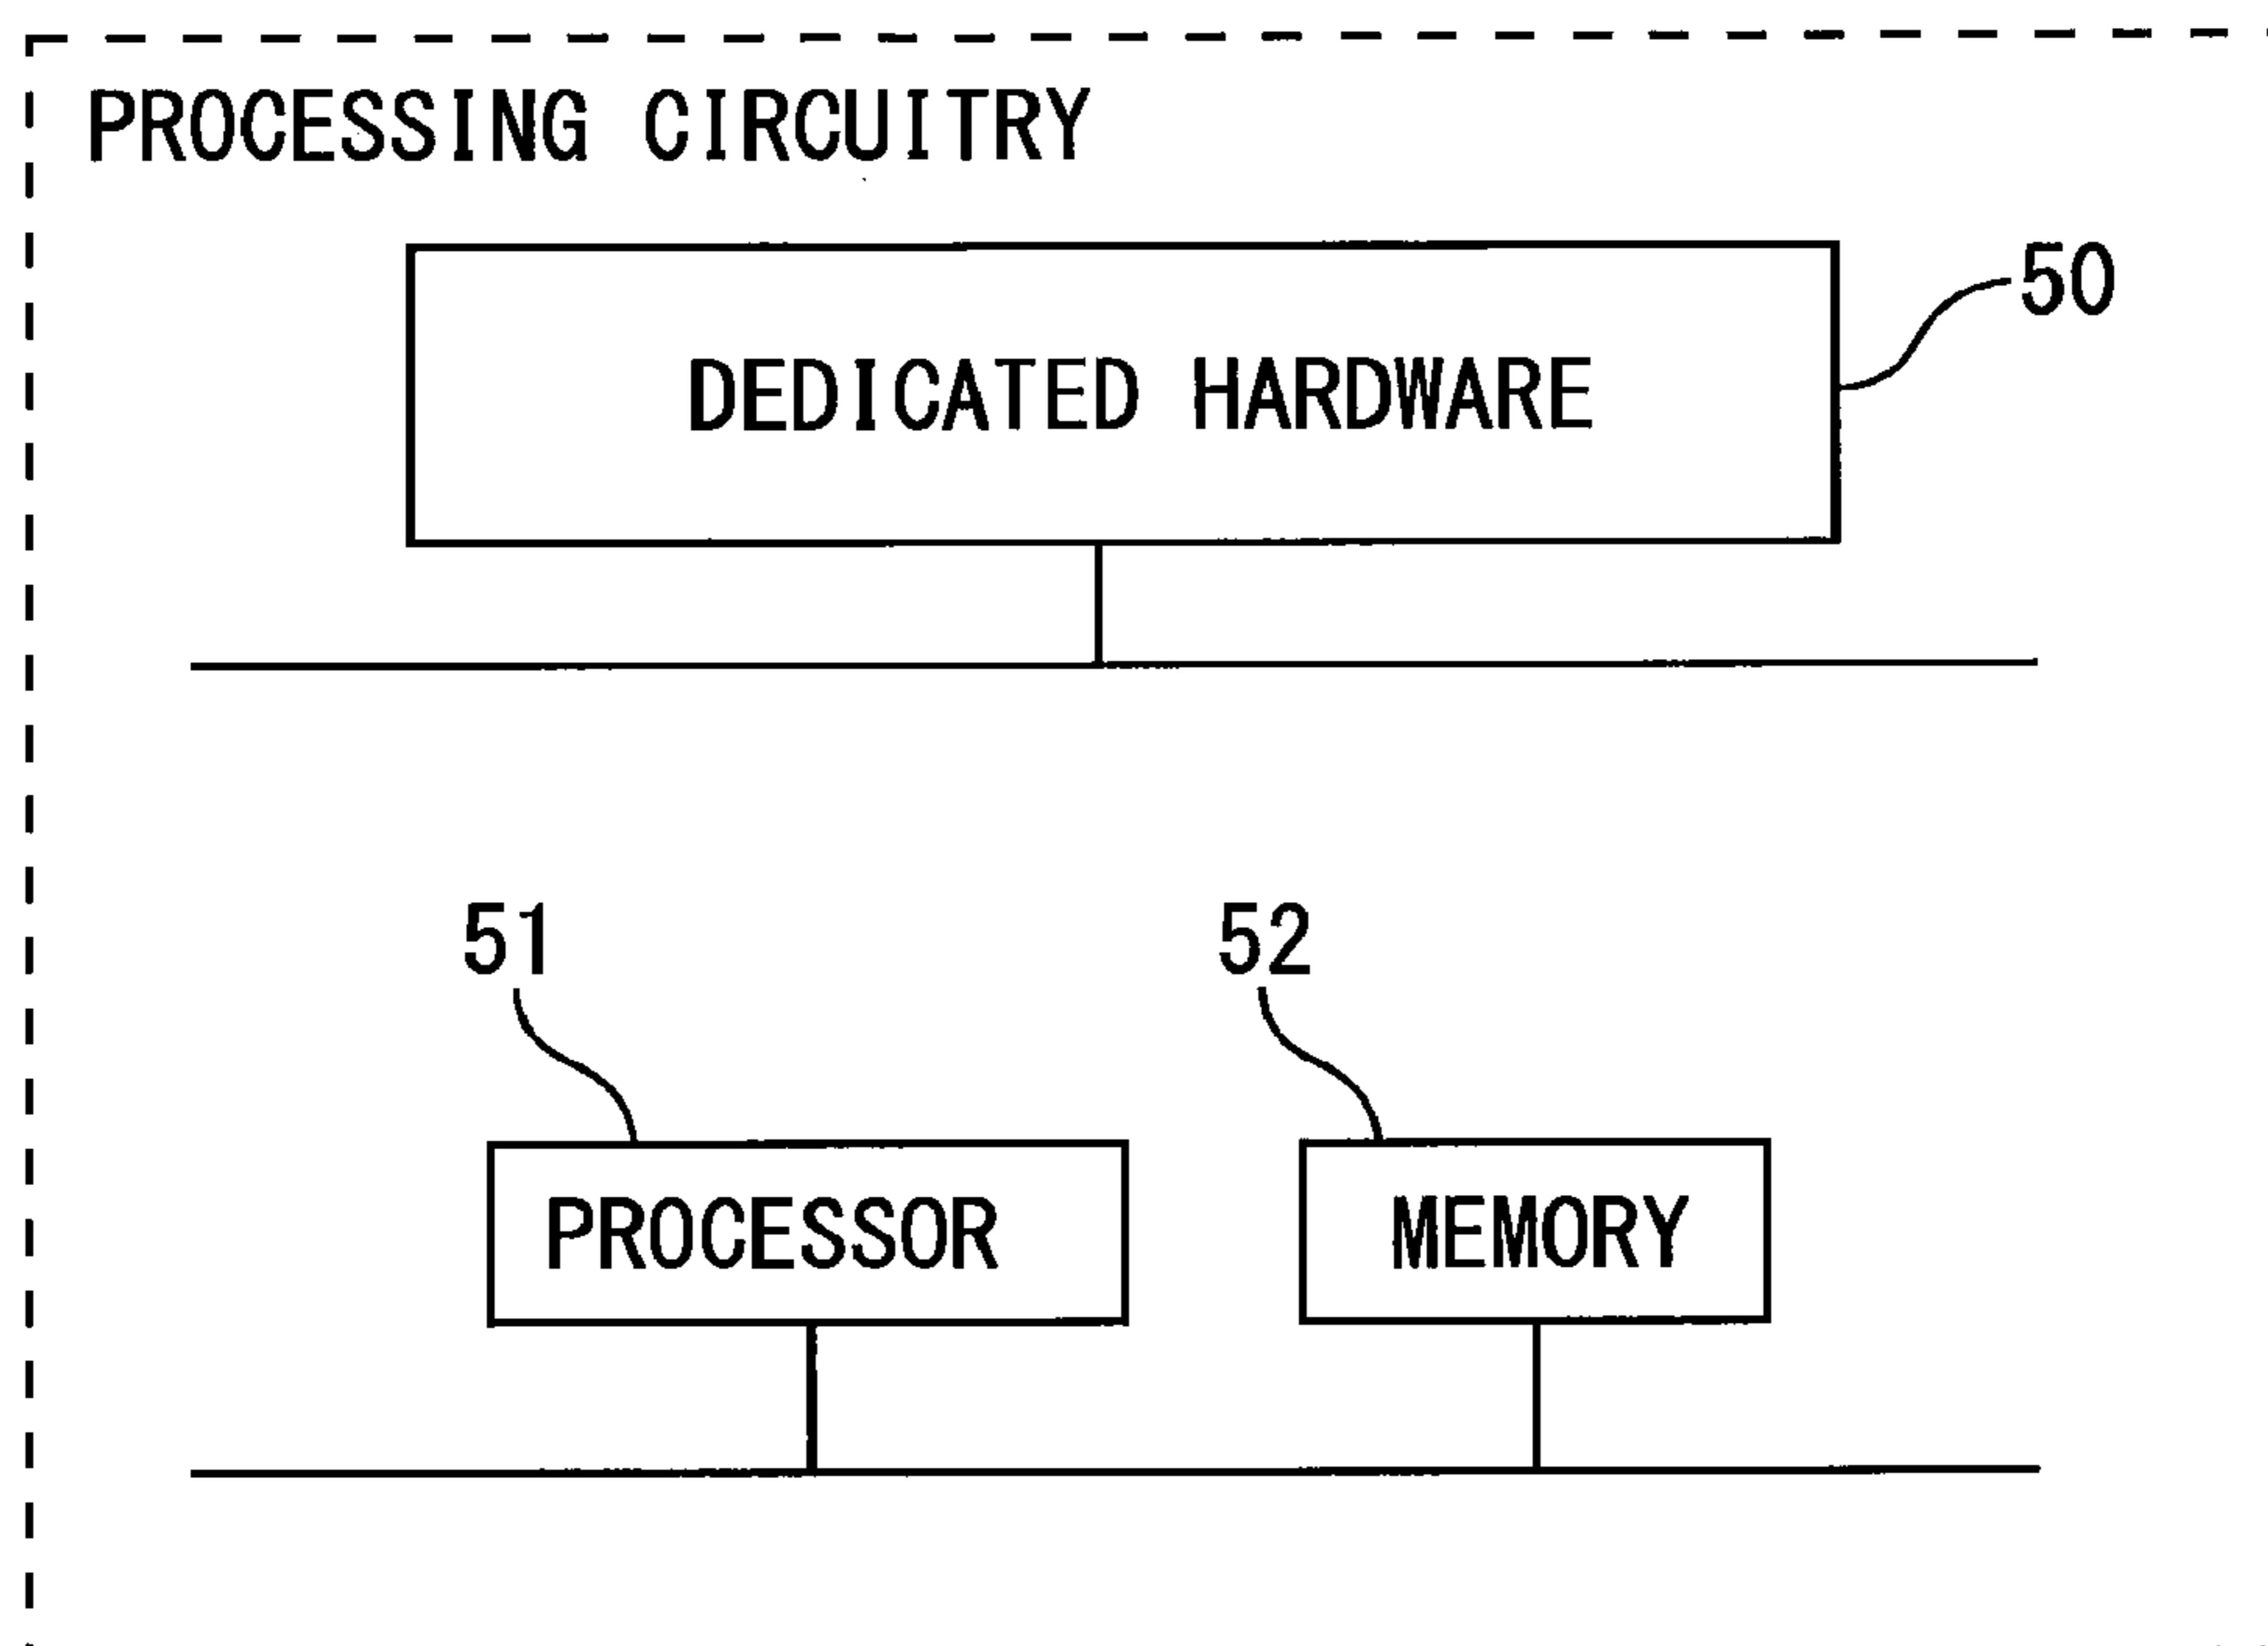 PROCESSING CIRCUITRY
50
DEDICATED HARDWARE
51
52
PROCESSOR
MEMORY